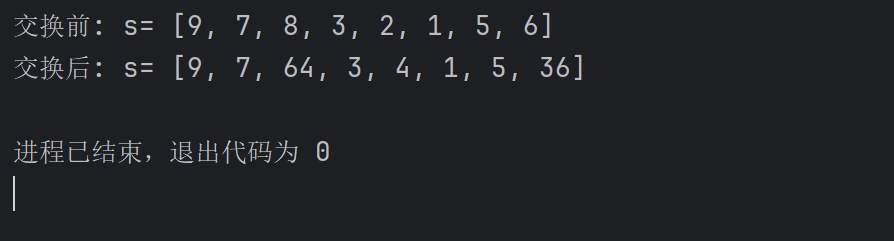 交换前: s= [9, 7, 8, 3, 2, 1, 5, 6]
交换后: s= [9, 7, 64, 3, 4, 1, 5, 36]
进程已结束，退出代码为 0